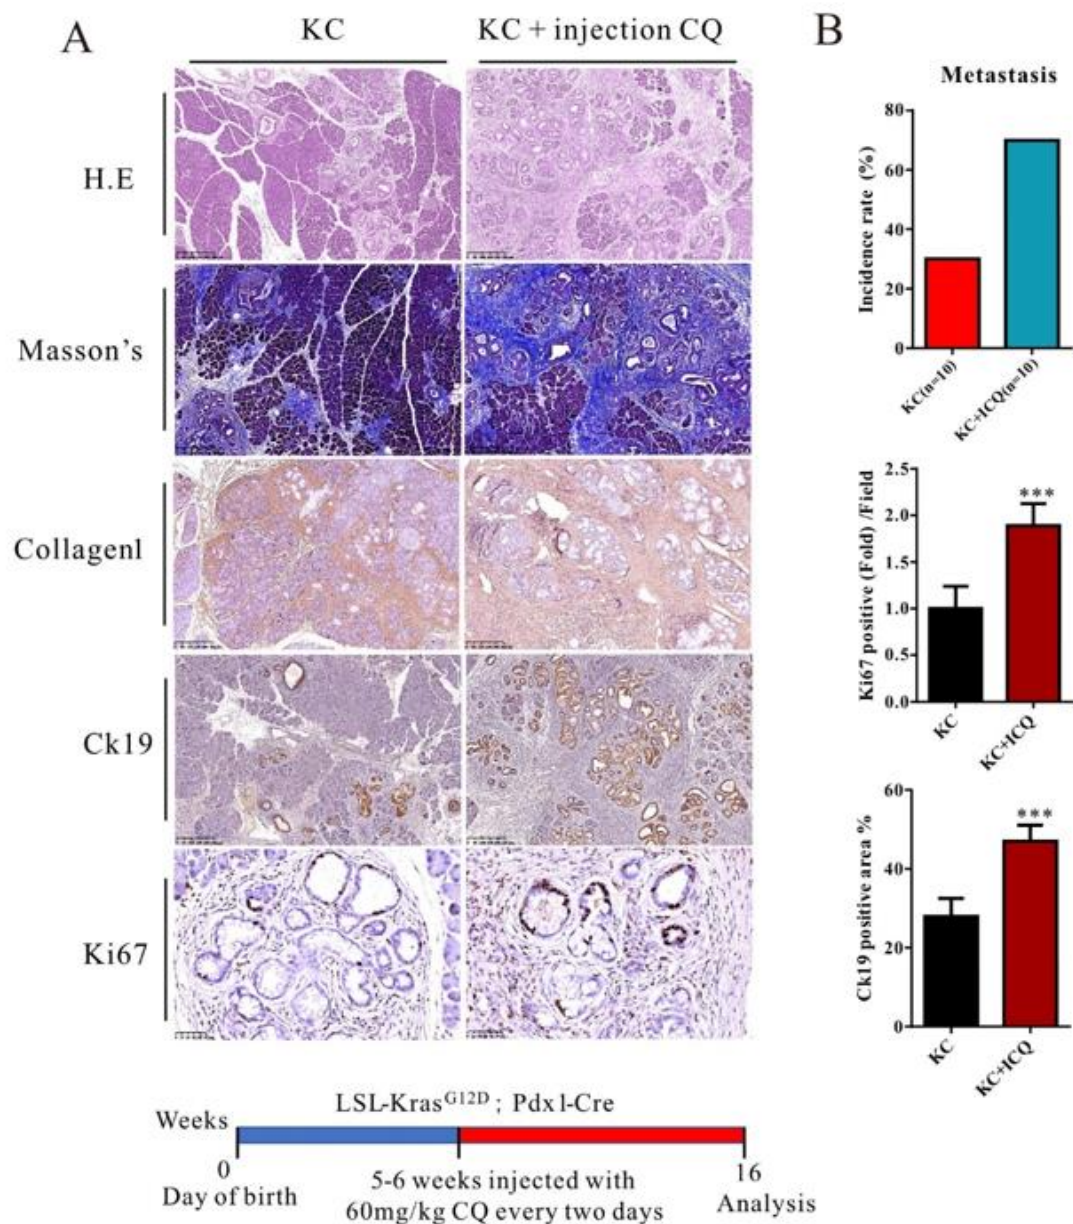 A
KC
KC + injection CQ
H.E
Masson's
Collagen1
Ck19
Ki67
Weeks
LSL-Kras^G12D ; Pdx1-Cre
0
16
Day of birth
5-6 weeks injected with
60mg/kg CQ every two days
Analysis
B
Metastasis
Incidence rate (%)
80
60
40
20
0
KC(n=10)
KC+ICQ(n=10)
Ki67 positive (Fold) /Field
2.5
2.0
1.5
1.0
0.5
0.0
***
KC
KC+ICQ
Ck19 positive area %
60
40
20
0
***
KC
KC+ICQ